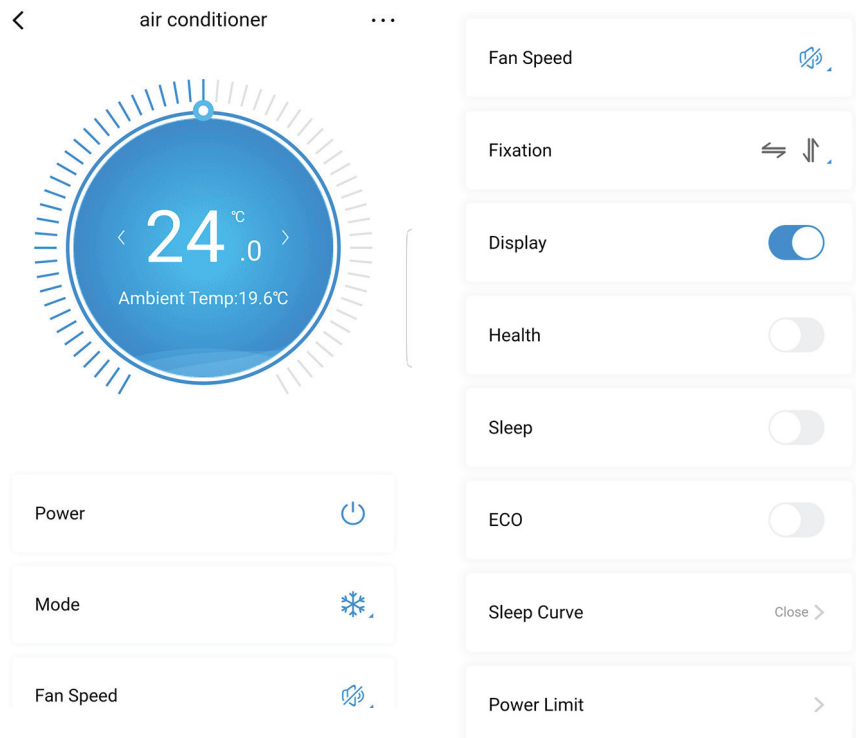 air conditioner
24.0℃
Ambient Temp:19.6℃
Power
Mode
Fan Speed
Fan Speed
Fixation
Display
Health
Sleep
ECO
Sleep Curve Close
Power Limit